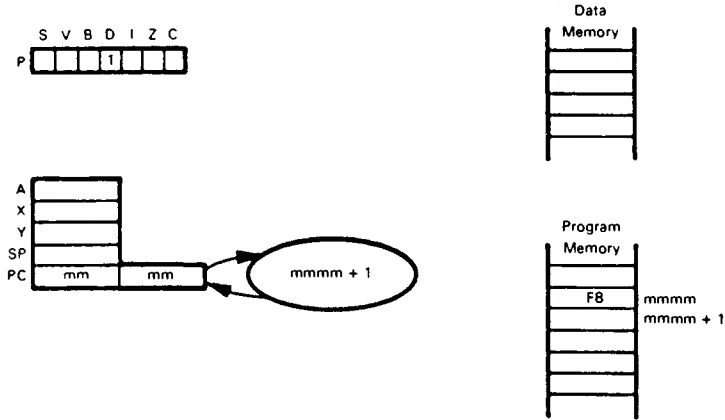 S V B D I Z C
P 1
A
X
Y
SP
PC mm mm
mmmm + 1
Data
Memory
Program
Memory
F8 mmmm
mmmm + 1